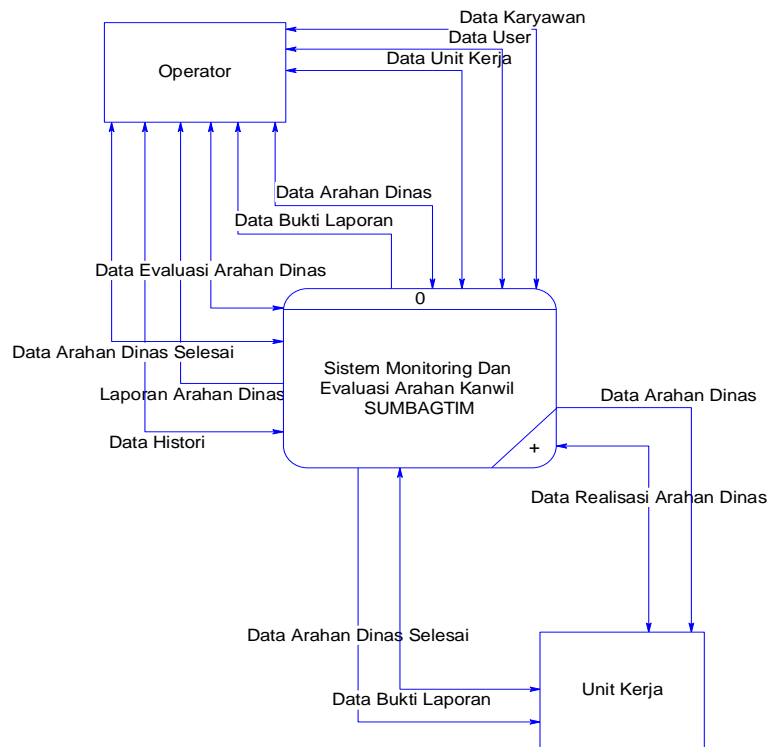 Data Karyawan
Data User
Data Unit Kerja
Operator
Data Arahan Dinas
Data Bukti Laporan
Data Evaluasi Arahan Dinas
0
Data Arahan Dinas Selesai
Sistem Monitoring Dan
Evaluasi Arahan Kanwil
SUMBAGTIM
Laporan Arahan Dinas
Data Arahan Dinas
Data Histori
+
Data Realisasi Arahan Dinas
Data Arahan Dinas Selesai
Data Bukti Laporan
Unit Kerja